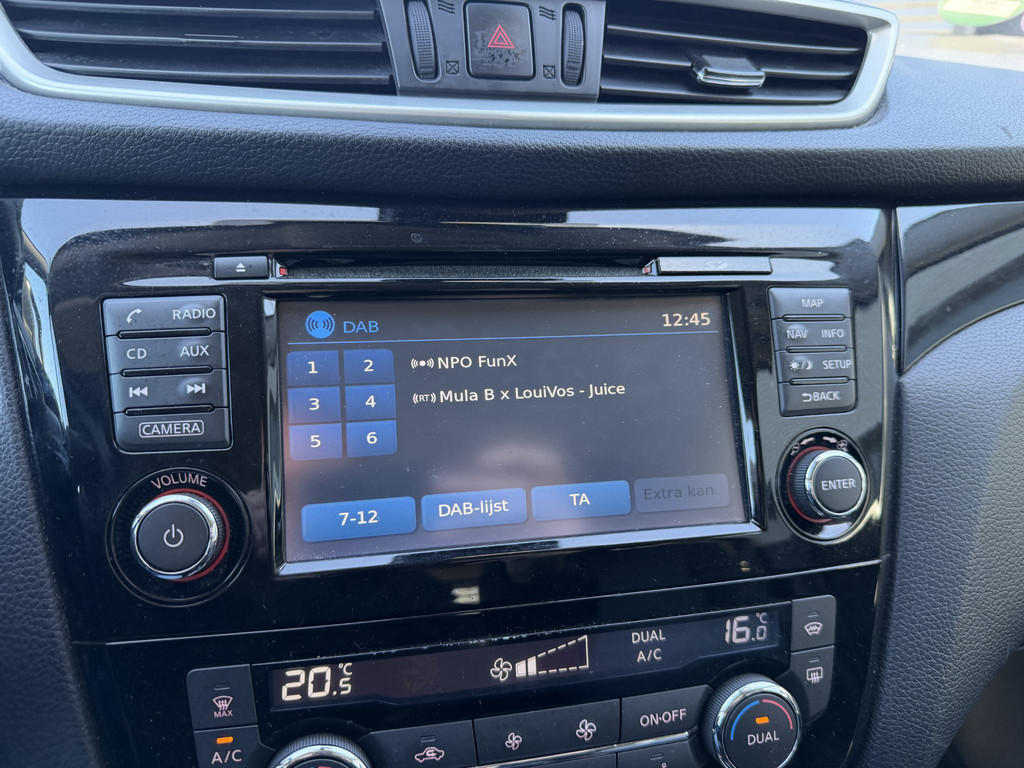 RADIO
CD AUX
CAMERA
VOLUME
DAB 12:45
1 2
3 4
5 6
NPO FunX
(RT) Mula B x LouiVos - Juice
7-12 DAB-lijst TA Extra kan.
MAP
NAV INFO
SETUP
BACK
ENTER
20.5 °C
DUAL
A/C
16.0 °C
MAX
A/C
ON·OFF
DUAL